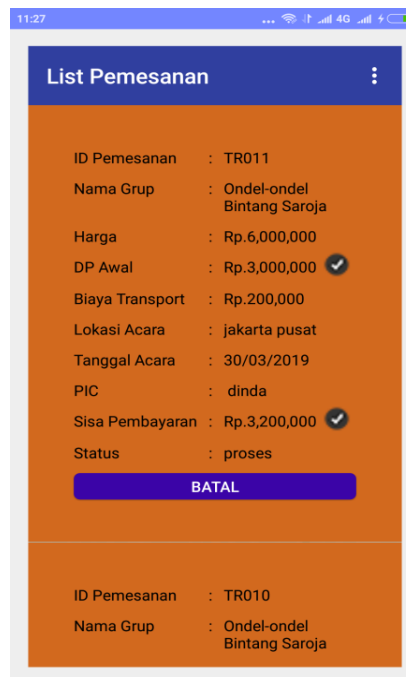 11:27 ... 4G
List Pemesanan
ID Pemesanan : TR011
Nama Grup : Ondel-ondel
Bintang Saroja
Harga : Rp.6,000,000
DP Awal : Rp.3,000,000
Biaya Transport : Rp.200,000
Lokasi Acara : jakarta pusat
Tanggal Acara : 30/03/2019
PIC : dinda
Sisa Pembayaran : Rp.3,200,000
Status : proses
BATAL
ID Pemesanan : TR010
Nama Grup : Ondel-ondel
Bintang Saroja